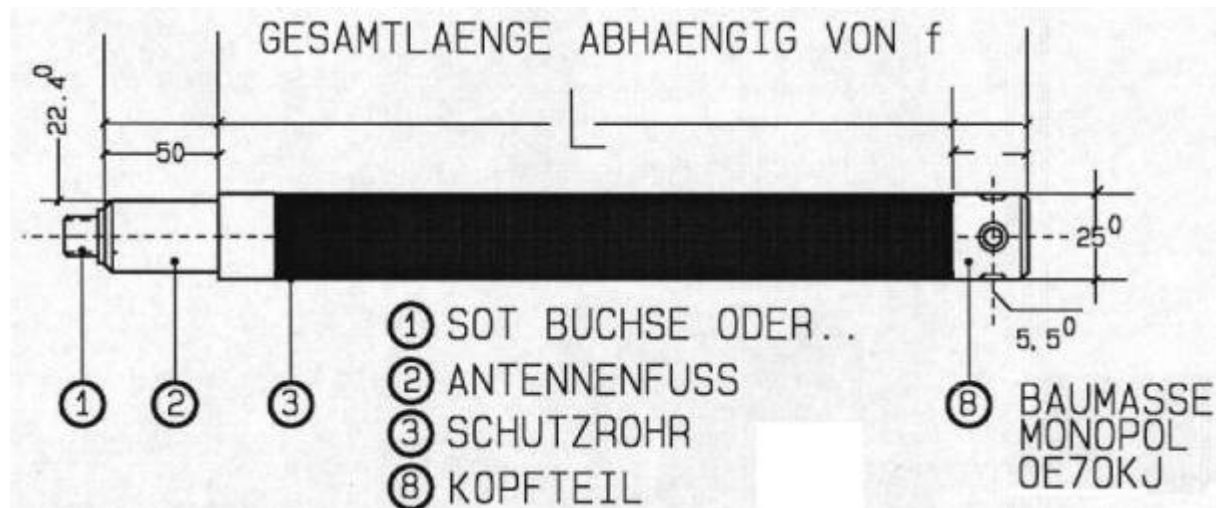 GESAMTLAENGE ABHAENGIG VON f
22.4⁰
50
L
25⁰
5,5⁰
① SOT BUCHSE ODER..
② ANTENNENFUSS
③ SCHUTZROHR
⑧ KOPFTEIL
① ② ③ ⑧
BAUMASSE
MONOPOL
OE7OKJ